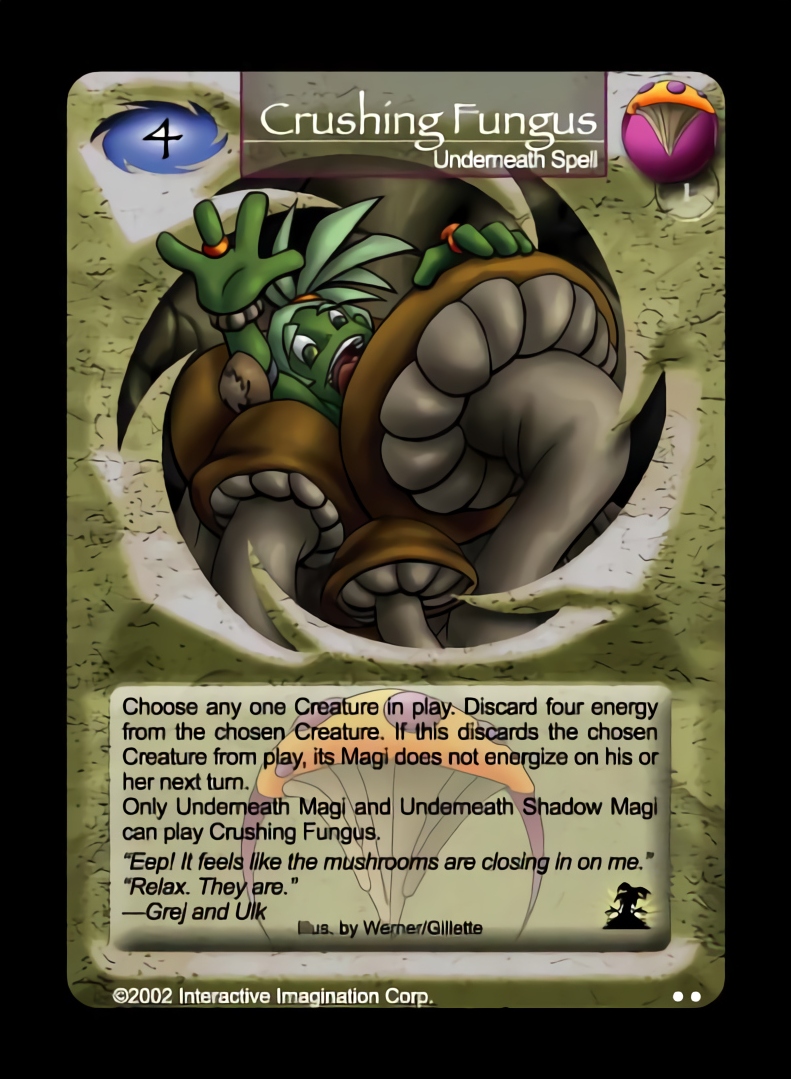 4
Crushing Fungus
Underneath Spell
1
Choose any one Creature in play. Discard four energy
from the chosen Creature. If this discards the chosen
Creature from play, its Magi does not energize on his or
her next turn.
Only Underneath Magi and Underneath Shadow Magi
can play Crushing Fungus.
"Eep! It feels like the mushrooms are closing in on me."
"Relax. They are."
—Grej and Ulk
Illus. by Werner/Gillette
©2002 Interactive Imagination Corp.